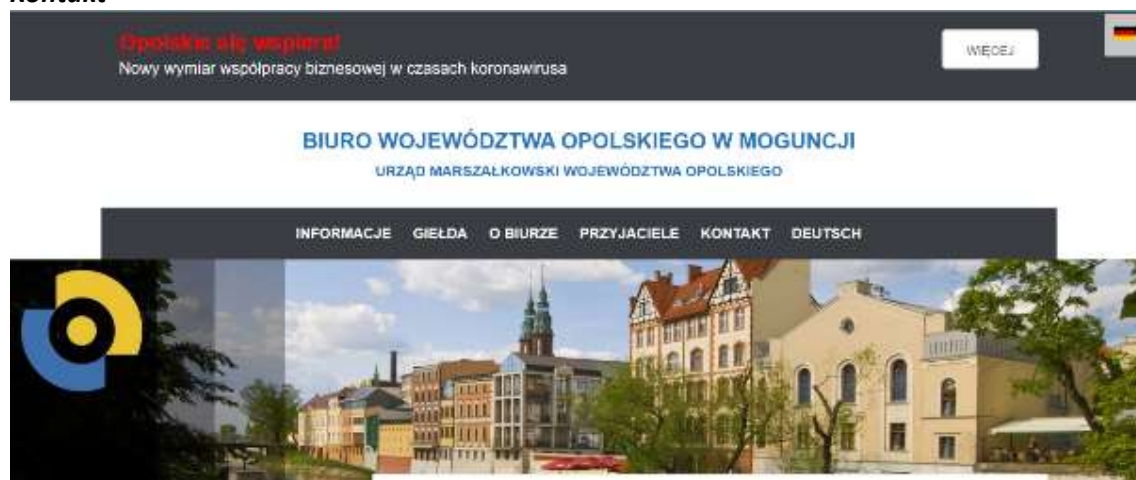 Kontakt
Opolskie się wspiera!
Nowy wymiar współpracy biznesowej w czasach koronawirusa
WIĘCEJ
BIURO WOJEWÓDZTWA OPOLSKIEGO W MOGUNCJI
URZĄD MARSZAŁKOWSKI WOJEWÓDZTWA OPOLSKIEGO
INFORMACJE GIEŁDA O BIURZE PRZYJACIELE KONTAKT DEUTSCH